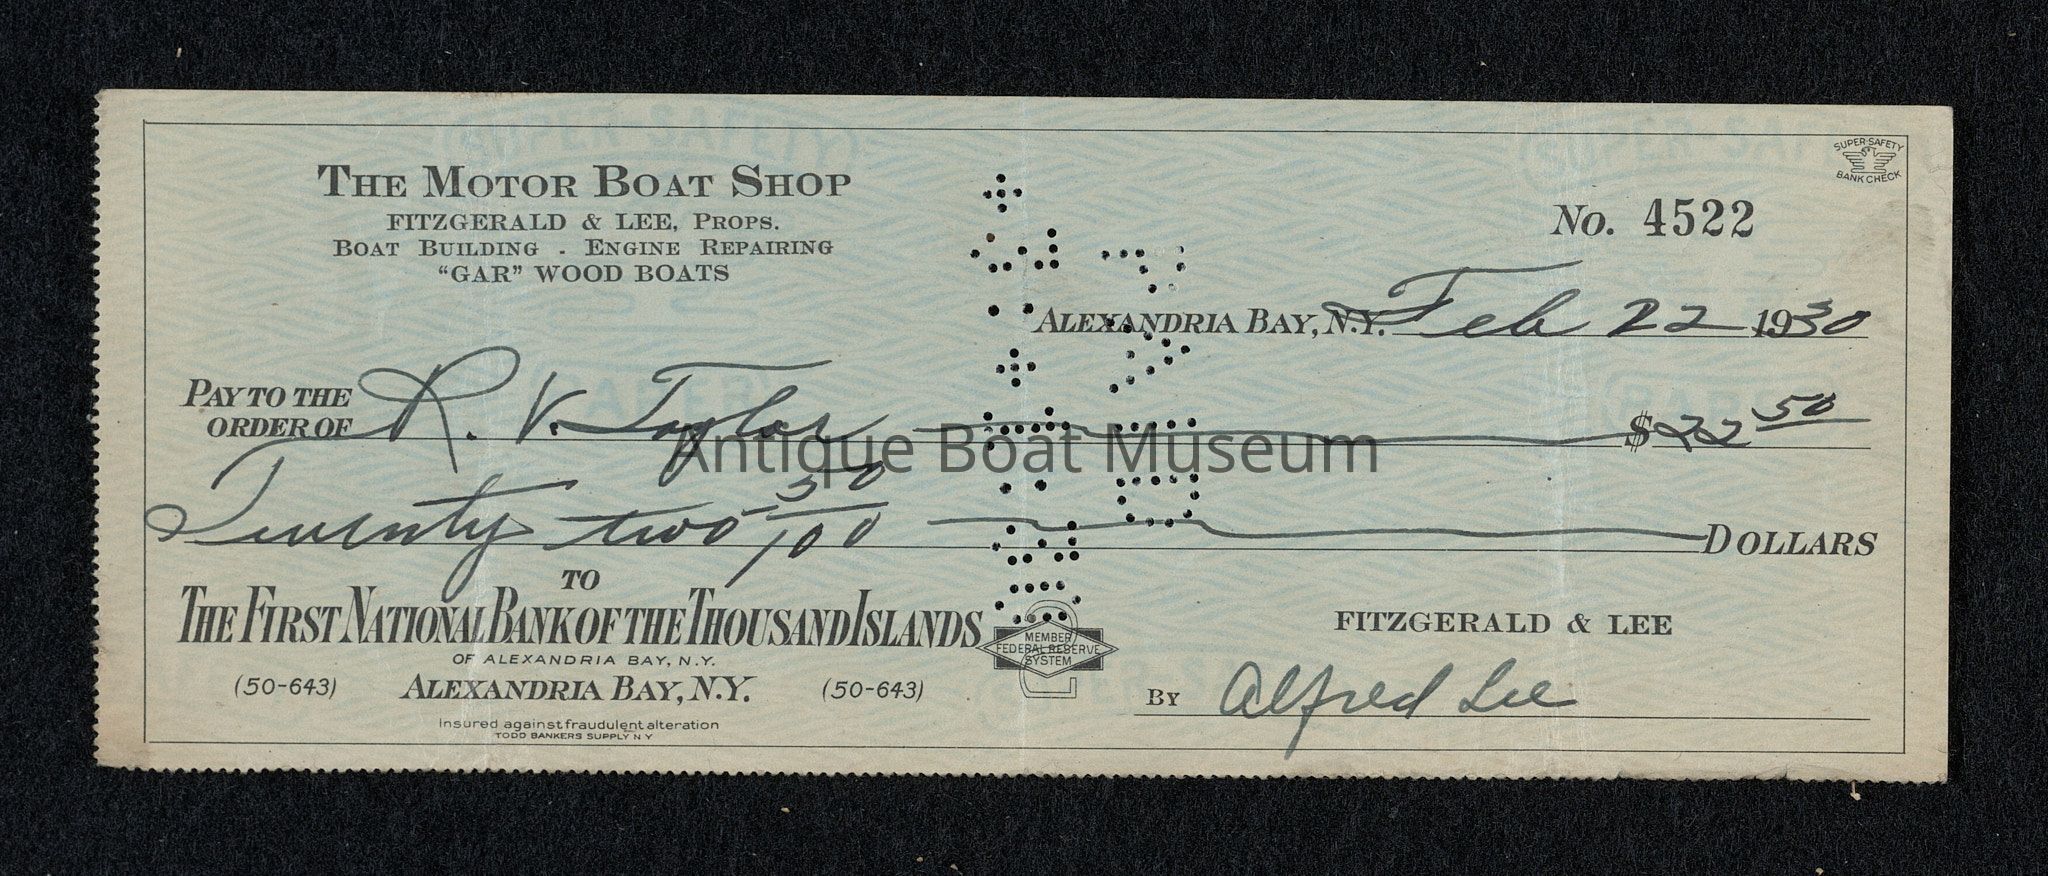 THE MOTOR BOAT SHOP
FITZGERALD & LEE, PROPS.
BOAT BUILDING - ENGINE REPAIRING
"GAR" WOOD BOATS
SUPER-SAFETY
BANK CHECK
No. 4522
ALEXANDRIA BAY, N.Y. Feb 22 1930
PAY TO THE
ORDER OF R. V. Taylor $22 50
Antique Boat Museum
Twenty two 50/100 DOLLARS
TO
THE FIRST NATIONAL BANK OF THE THOUSAND ISLANDS
OF ALEXANDRIA BAY, N.Y.
(50-643) ALEXANDRIA BAY, N.Y. (50-643)
Insured against fraudulent alteration
TODD BANKERS SUPPLY N Y
MEMBER
FEDERAL RESERVE
SYSTEM
FITZGERALD & LEE
BY Alfred Lee